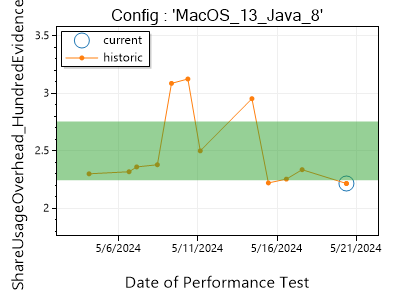 Config : 'MacOS_13_Java_8'
current
historic
ShareUsageOverhead_HundredEvidence
3.5
3
2.5
2
5/6/2024
5/11/2024
5/16/2024
5/21/2024
Date of Performance Test